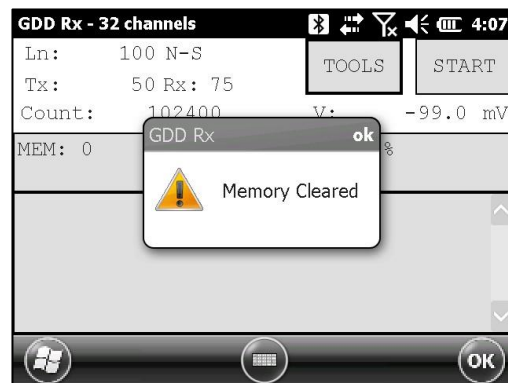 GDD Rx - 32 channels 4:07
Ln: 100 N-S TOOLS START
Tx: 50 Rx: 75
Count: 102400 V: -99.0 mV
MEM: 0 %
GDD Rx ok
Memory Cleared
OK